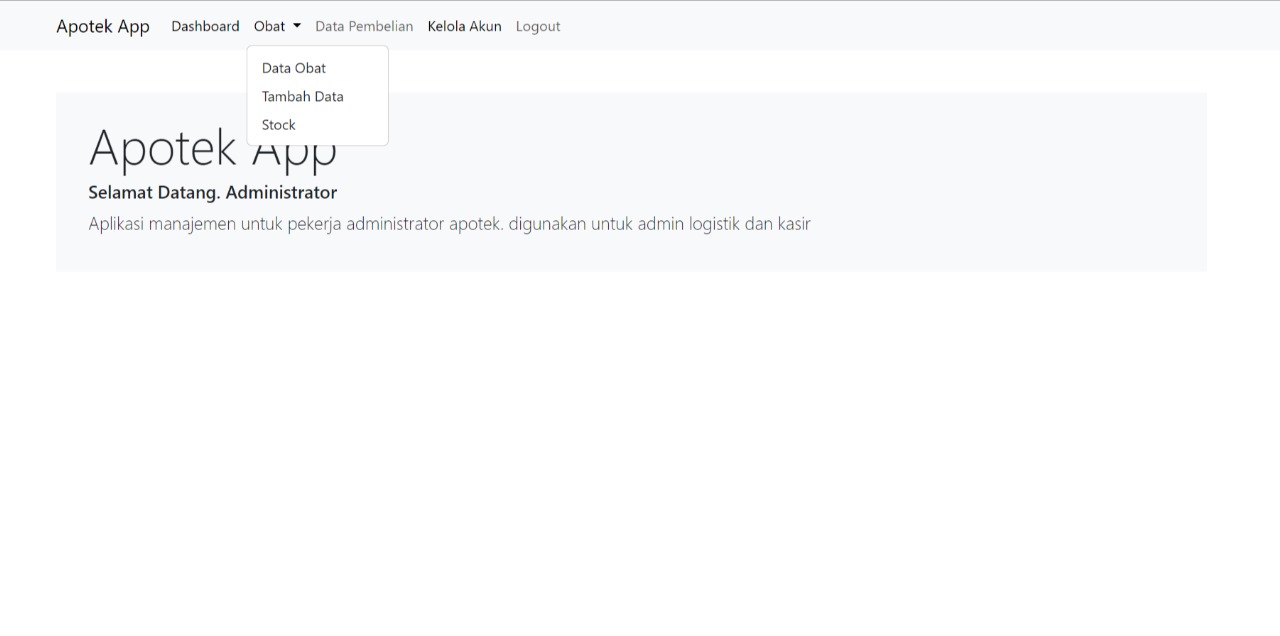 Apotek App Dashboard Obat Data Pembelian Kelola Akun Logout
Data Obat
Tambah Data
Stock
Apotek App
Selamat Datang. Administrator
Aplikasi manajemen untuk pekerja administrator apotek. digunakan untuk admin logistik dan kasir